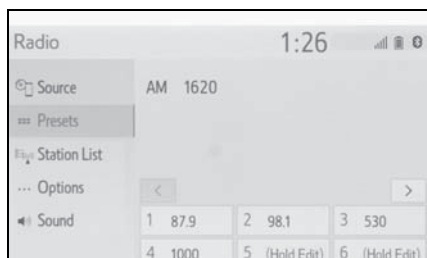 Radio 1:26
Source AM 1620
Presets
Station List
Options
Sound
1 87.9 2 98.1 3 530
4 1000 5 (Hold Edit) 6 (Hold Edit)